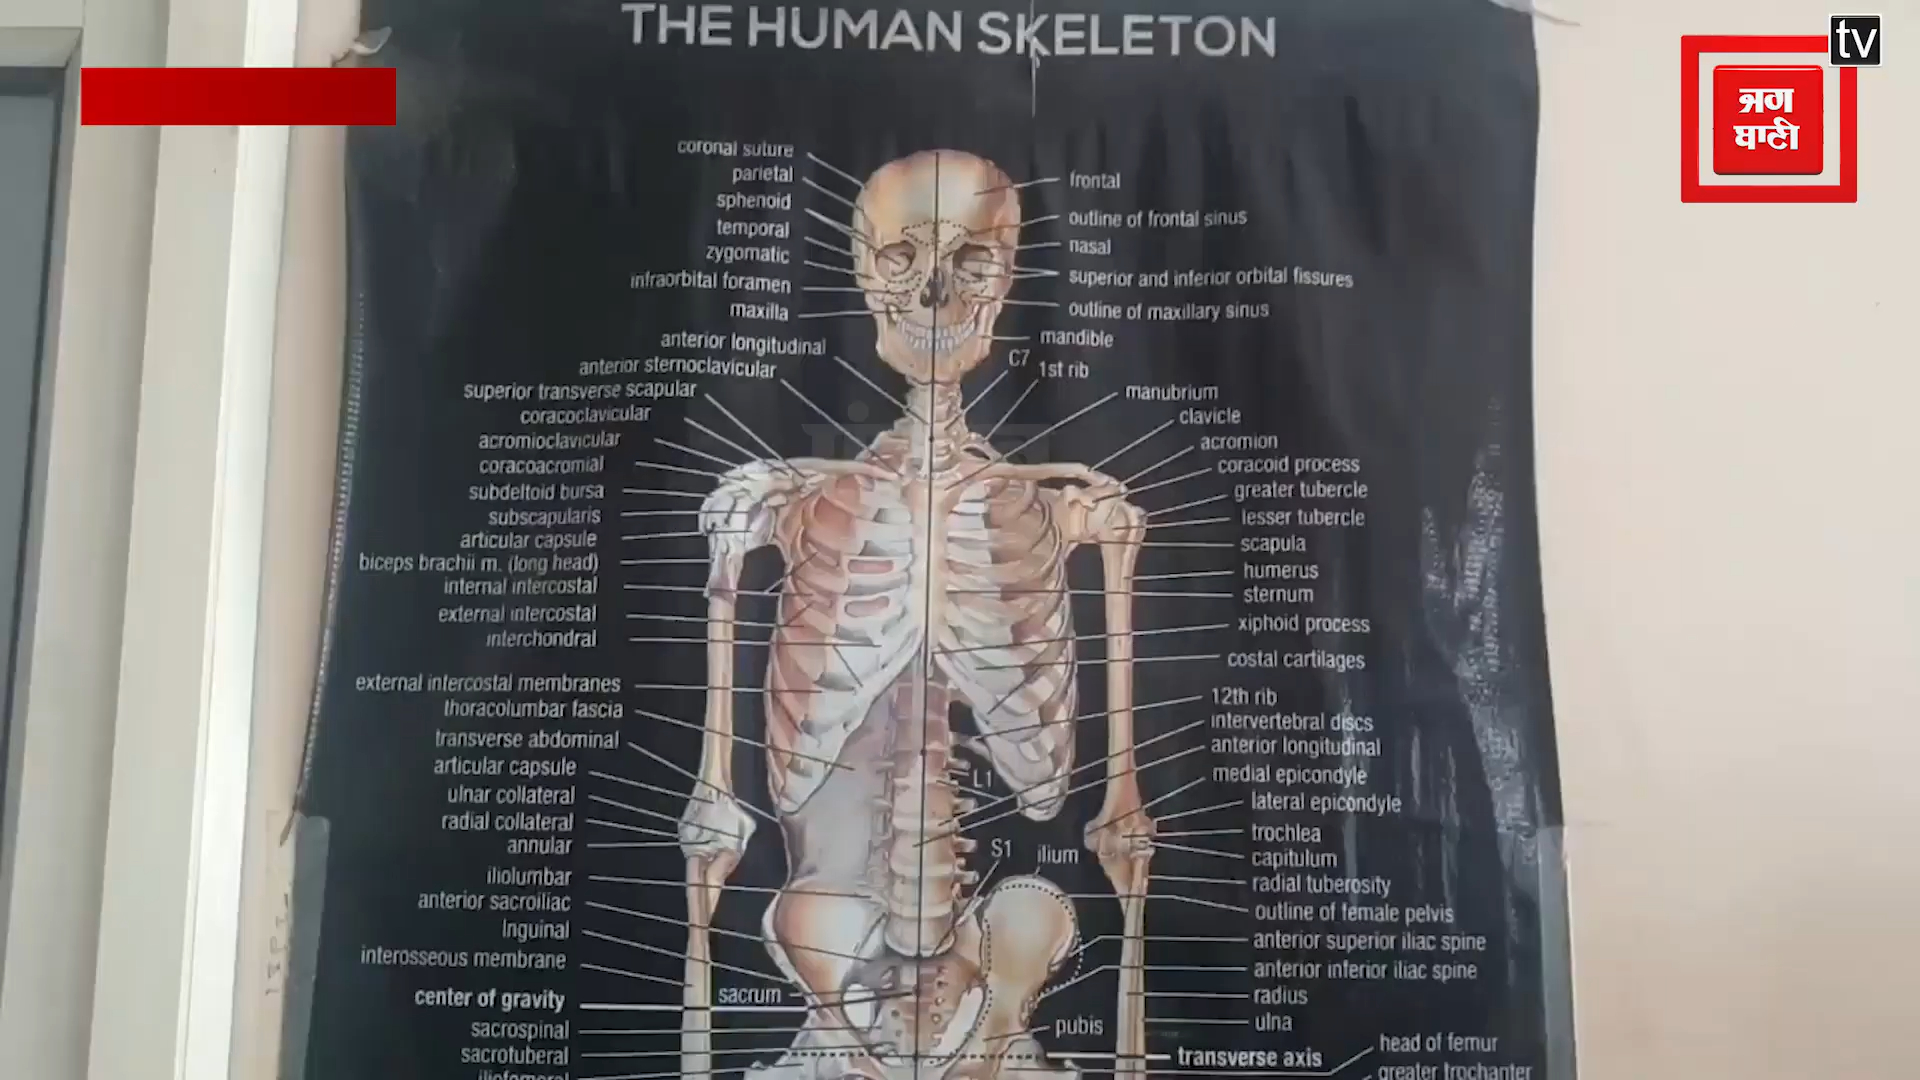 THE HUMAN SKELETON
tv
ਜਗ
ਬਾਣੀ
coronal suture
parietal
sphenoid
temporal
zygomatic
infraorbital foramen
maxilla
anterior longitudinal
anterior sternoclavicular
superior transverse scapular
coracoclavicular
acromioclavicular
coracoacromial
subdeltoid bursa
subscapularis
articular capsule
biceps brachii m. (long head)
internal intercostal
external intercostal
interchondral
external intercostal membranes
thoracolumbar fascia
transverse abdominal
articular capsule
ulnar collateral
radial collateral
annular
iliolumbar
anterior sacroiliac
Inguinal
interosseous membrane
center of gravity
sacrum
sacrospinal
sacrotuberal
iliofemoral
frontal
outline of frontal sinus
nasal
superior and inferior orbital fissures
outline of maxillary sinus
mandible
C7
1st rib
manubrium
clavicle
acromion
coracoid process
greater tubercle
lesser tubercle
scapula
humerus
sternum
xiphoid process
costal cartilages
12th rib
intervertebral discs
anterior longitudinal
L1
medial epicondyle
lateral epicondyle
trochlea
capitulum
S1
ilium
radial tuberosity
outline of female pelvis
anterior superior iliac spine
anterior inferior iliac spine
radius
ulna
pubis
transverse axis
head of femur
greater trochanter